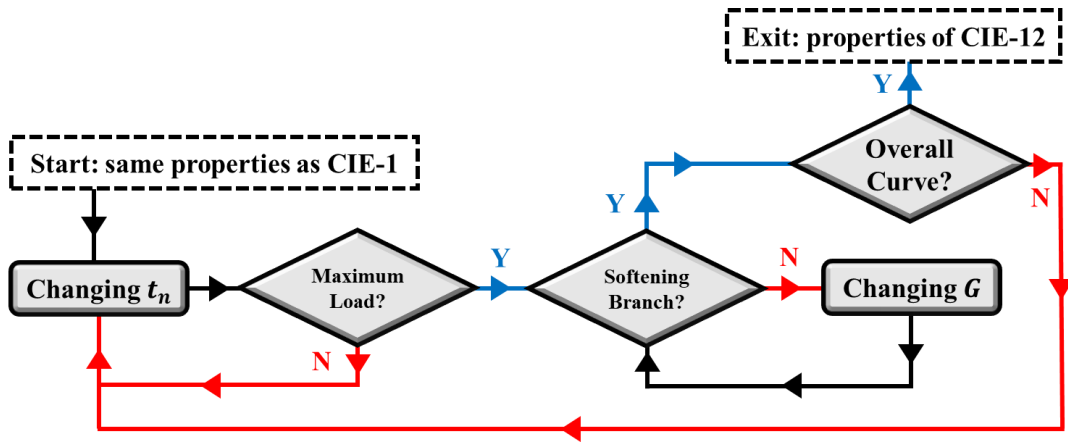 Exit: properties of CIE-12
Y
Start: same properties as CIE-1
Overall
Curve?
N
Y
Changing tₙ
Maximum
Load?
Y
Softening
Branch?
N
Changing G
N